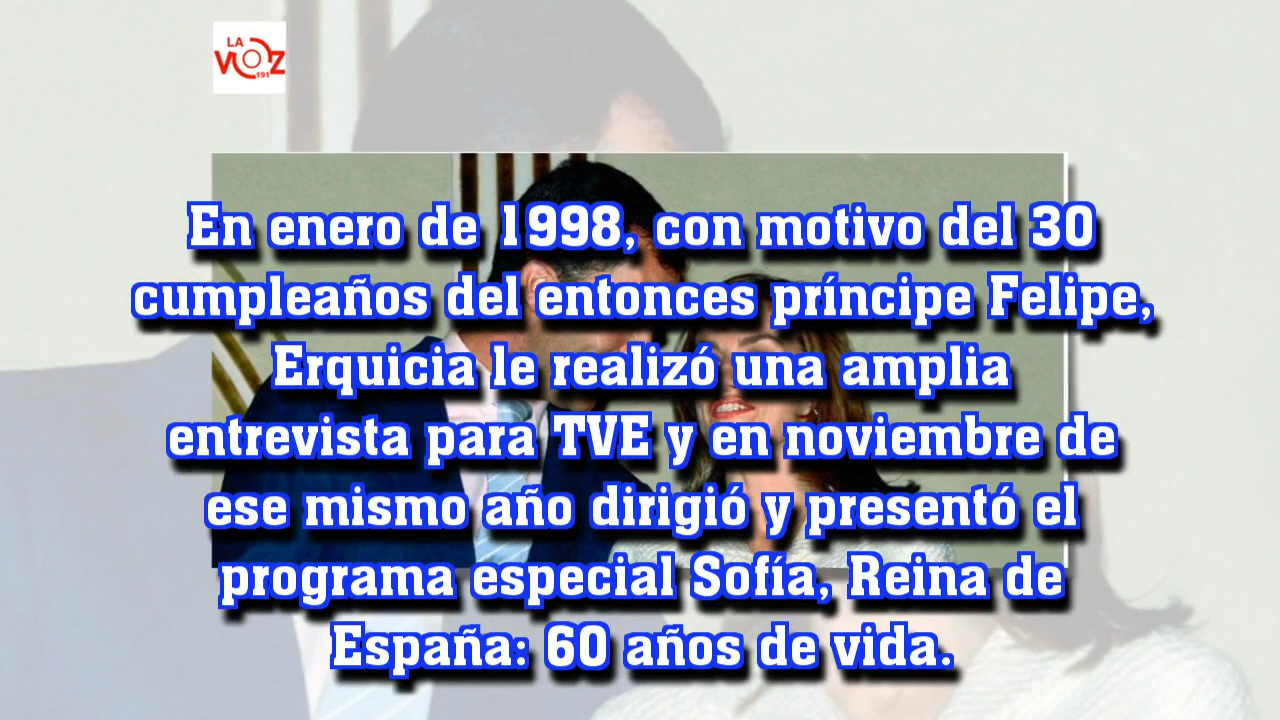 LA
VOZ
191
En enero de 1998, con motivo del 30
cumpleaños del entonces príncipe Felipe,
Erquicia le realizó una amplia
entrevista para TVE y en noviembre de
ese mismo año dirigió y presentó el
programa especial Sofía, Reina de
España: 60 años de vida.